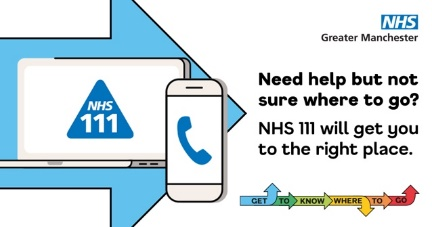 NHS
Greater Manchester
NHS
111
Need help but not
sure where to go?
NHS 111 will get you
to the right place.
GET TO KNOW WHERE TO GO